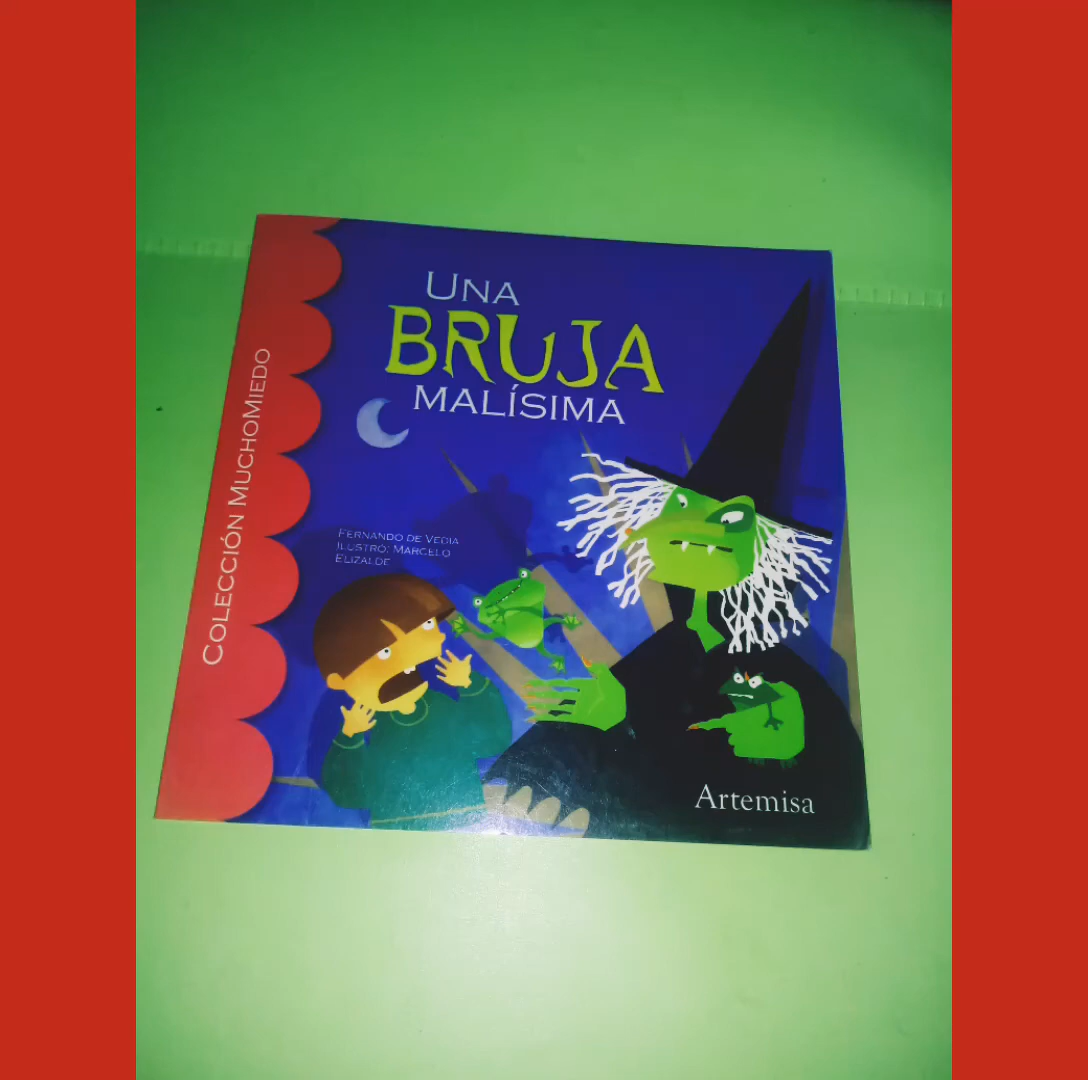 UNA
BRUJA
MALÍSIMA
FERNANDO DE VEDIA
ILUSTRÓ: MARCELO
ELIZALDE
COLECCIÓN MUCHOMIEDO
Artemisa